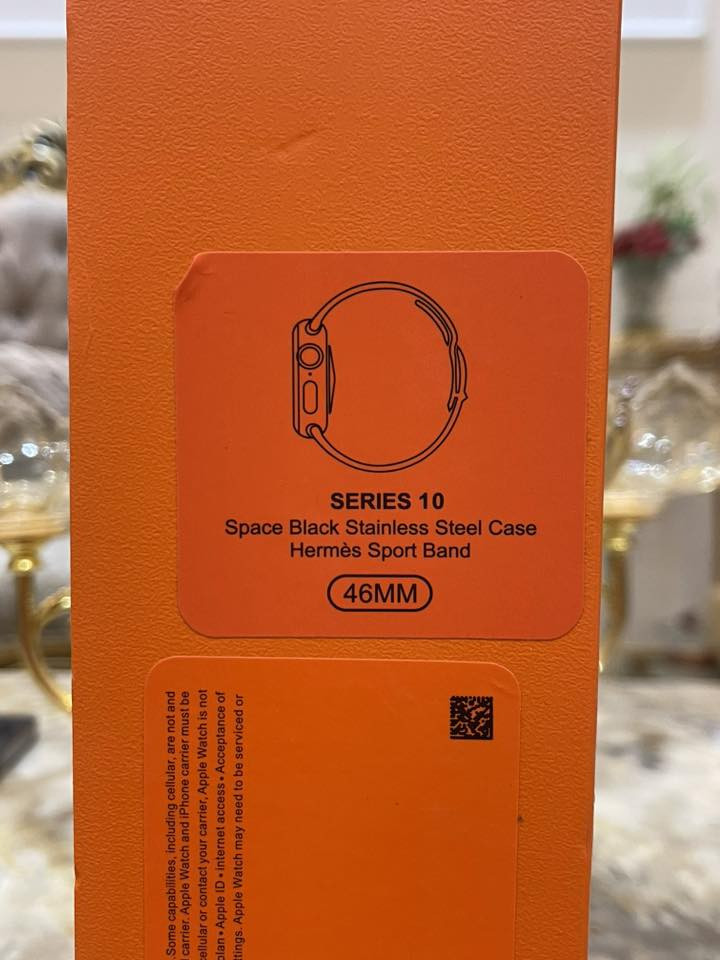 SERIES 10
Space Black Stainless Steel Case
Hermès Sport Band
46MM
Some capabilities, including cellular, are not and
carrier. Apple Watch and iPhone carrier must be
cellular or contact your carrier, Apple Watch is not
plan • Apple ID • internet access • Acceptance of
ttings. Apple Watch may need to be serviced or